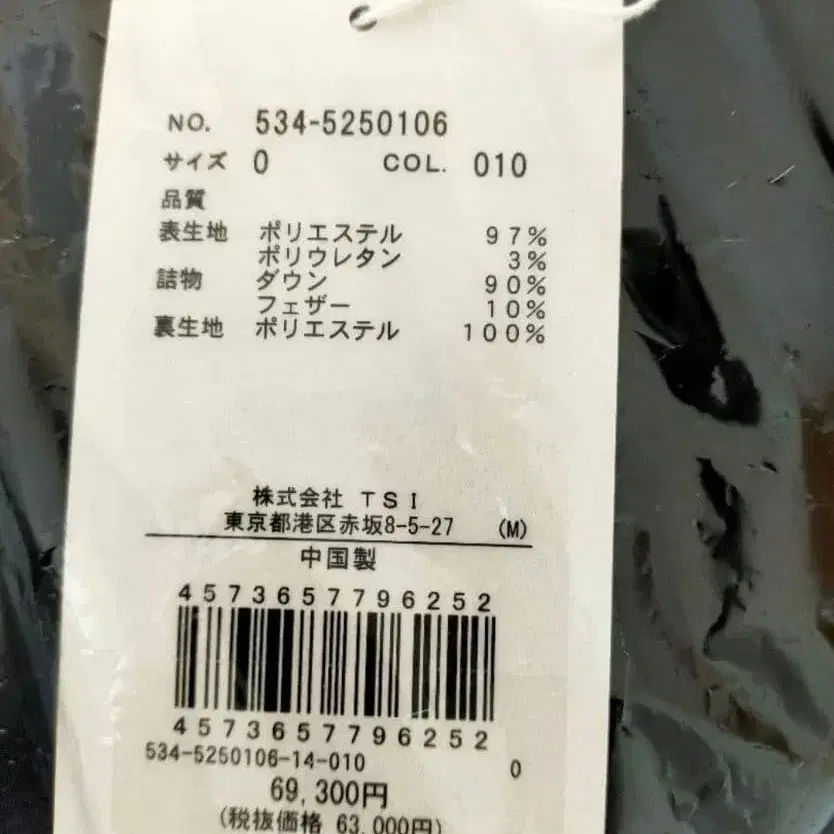 NO. 534-5250106
サイズ 0 COL. 010
品質
表生地 ポリエステル 97%
ポリウレタン 3%
詰物 ダウン 90%
フェザー 10%
裏生地 ポリエステル 100%
株式会社 TSI
東京都港区赤坂8-5-27 (M)
中国製
4573657796252
4573657796252
534-5250106-14-010 0
69,300円
(税抜価格 63,000円)